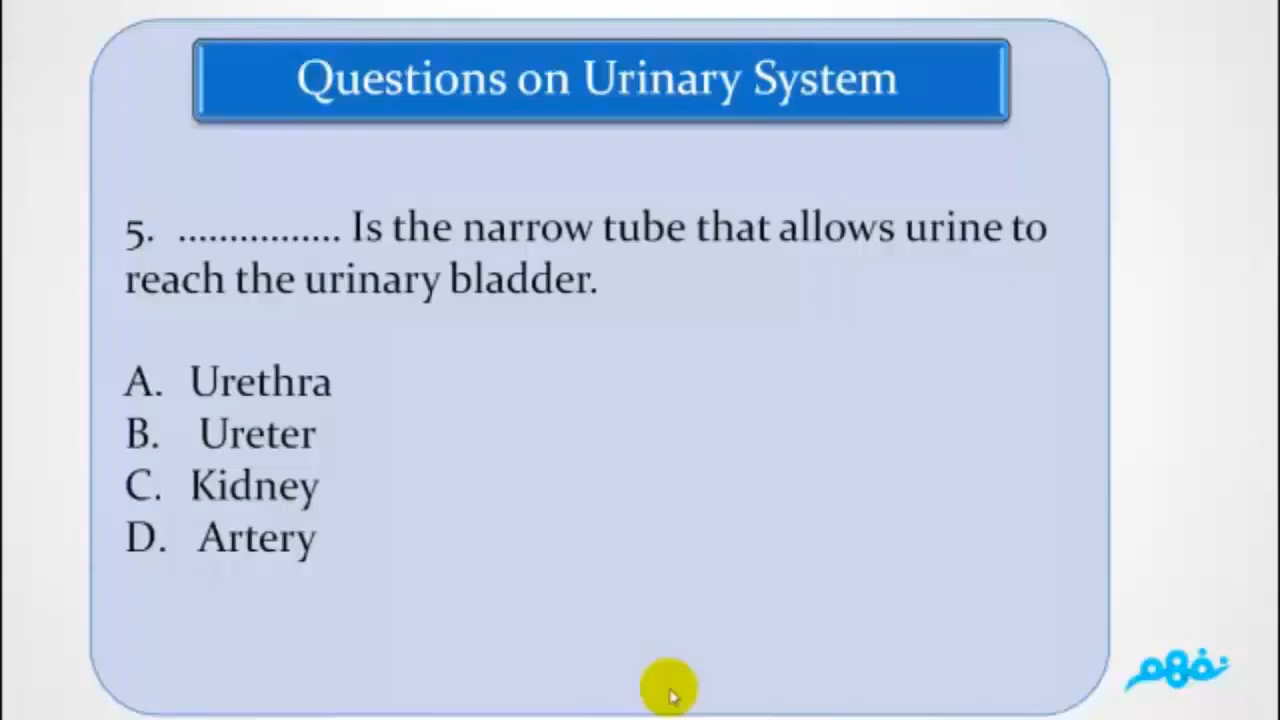 Questions on Urinary System
5. ................ Is the narrow tube that allows urine to
reach the urinary bladder.
A. Urethra
B. Ureter
C. Kidney
D. Artery
نفهم